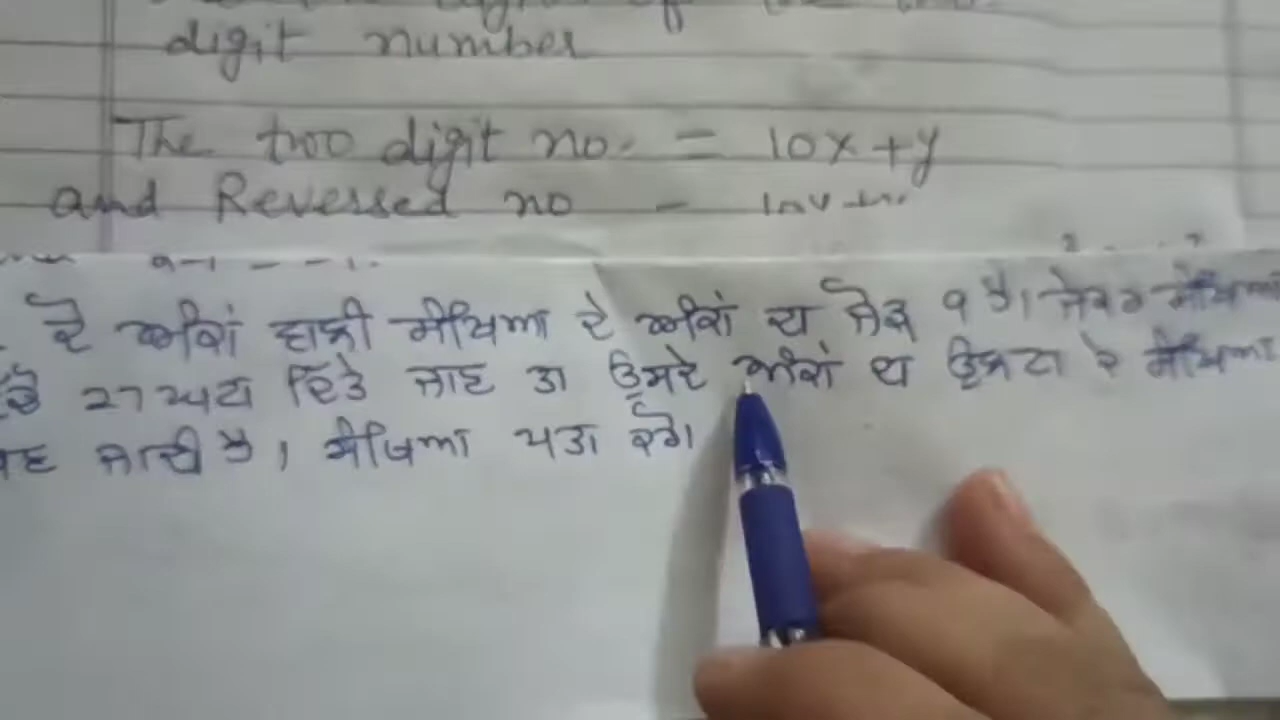 digit number
The two digit no. = 10x+y
and Reversed no
ਦੋ ਅੰਕਾਂ ਵਾਲੀ ਸੰਖਿਆ ਦੇ ਅੰਕਾਂ ਦਾ ਜੋੜ 9 ਹੈ। ਜੇਕਰ ਸੰਖਿਆ
27 ਘਟਾ ਦਿੱਤੇ ਜਾਣ ਤਾਂ ਉਸਦੇ ਅੰਕਾਂ ਦਾ ਉਲਟਾ ਕੇ ਸੰਖਿਆ
ਜਾਂਦੀ ਹੈ। ਸੰਖਿਆ ਪਤਾ ਕਰੋ।